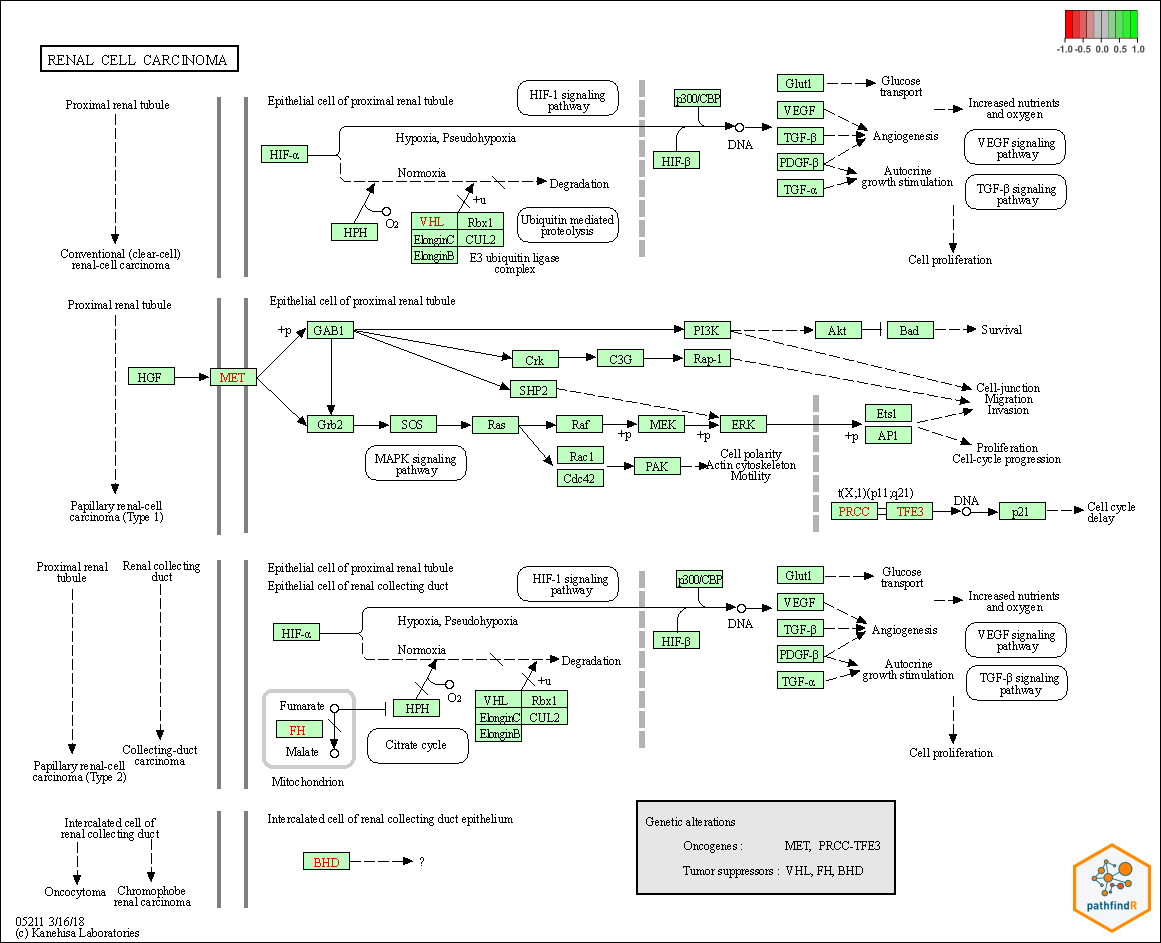 -1.0 -0.5 0.0 0.5 1.0
RENAL CELL CARCINOMA
Proximal renal tubule
Conventional (clear-cell)
renal-cell carcinoma
Epithelial cell of proximal renal tubule
HIF-1 signaling
pathway
HIF-α
Hypoxia, Pseudohypoxia
Normoxia
Degradation
HPH
O2
+u
VHL
Rbx1
ElonginC
CUL2
ElonginB
E3 ubiquitin ligase
complex
Ubiquitin mediated
proteolysis
p300/CBP
HIF-β
DNA
Glut1
VEGF
TGF-β
PDGF-β
TGF-α
Glucose
transport
Angiogenesis
Autocrine
growth stimulation
Increased nutrients
and oxygen
VEGF signaling
pathway
TGF-β signaling
pathway
Cell proliferation
Proximal renal tubule
Papillary renal-cell
carcinoma (Type 1)
Epithelial cell of proximal renal tubule
HGF
MET
+p
GAB1
PI3K
Akt
Bad
Survival
Crk
C3G
Rap-1
SHP2
Cell-junction
Migration
Invasion
Grb2
SOS
Ras
Raf
+p
MEK
+p
ERK
+p
Ets1
AP1
Proliferation
Cell-cycle progression
MAPK signaling
pathway
Rac1
Cdc42
PAK
Cell polarity
Actin cytoskeleton
Motility
t(X;1)(p11;q21)
PRCC
TFE3
DNA
p21
Cell cycle
delay
Proximal renal
tubule
Renal collecting
duct
Papillary renal-cell
carcinoma (Type 2)
Collecting-duct
carcinoma
Epithelial cell of proximal renal tubule
Epithelial cell of renal collecting duct
HIF-1 signaling
pathway
HIF-α
Hypoxia, Pseudohypoxia
Normoxia
Degradation
Fumarate
FH
Malate
Mitochondrion
HPH
O2
+u
Citrate cycle
VHL
Rbx1
ElonginC
CUL2
ElonginB
p300/CBP
HIF-β
DNA
Glut1
VEGF
TGF-β
PDGF-β
TGF-α
Glucose
transport
Angiogenesis
Autocrine
growth stimulation
Increased nutrients
and oxygen
VEGF signaling
pathway
TGF-β signaling
pathway
Cell proliferation
Intercalated cell of
renal collecting duct
Oncocytoma
Chromophobe
renal carcinoma
Intercalated cell of renal collecting duct epithelium
BHD
?
Genetic alterations
Oncogenes : MET, PRCC-TFE3
Tumor suppressors : VHL, FH, BHD
05211 3/16/18
(c) Kanehisa Laboratories
pathfindR